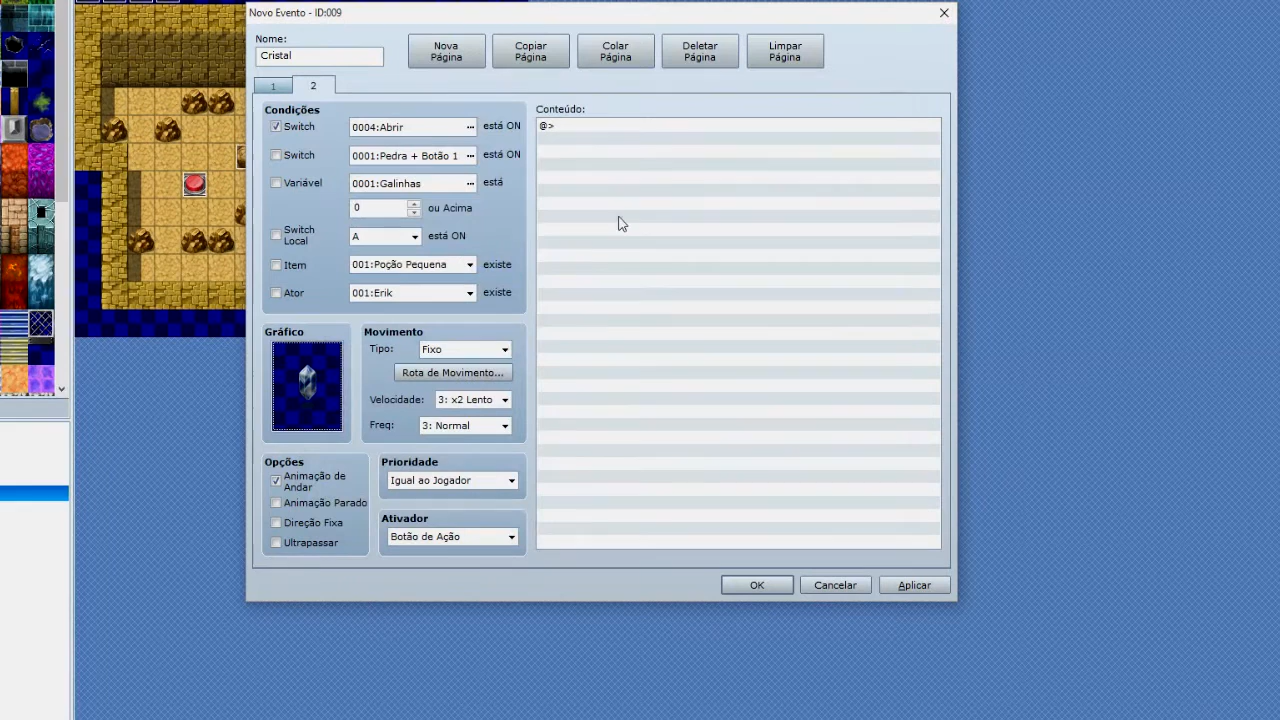 Novo Evento - ID:009
Nome:
Cristal
Nova Página
Copiar Página
Colar Página
Deletar Página
Limpar Página
1
2
Condições
Switch 0004:Abrir ... está ON
Switch 0001:Pedra + Botão 1 ... está ON
Variável 0001:Galinhas ... está
0 ou Acima
Switch Local A está ON
Item 001:Poção Pequena existe
Ator 001:Erik existe
Gráfico
Movimento
Tipo: Fixo
Rota de Movimento...
Velocidade: 3: x2 Lento
Freq: 3: Normal
Opções
Animação de Andar
Animação Parado
Direção Fixa
Ultrapassar
Prioridade
Igual ao Jogador
Ativador
Botão de Ação
Conteúdo:
@>
OK
Cancelar
Aplicar